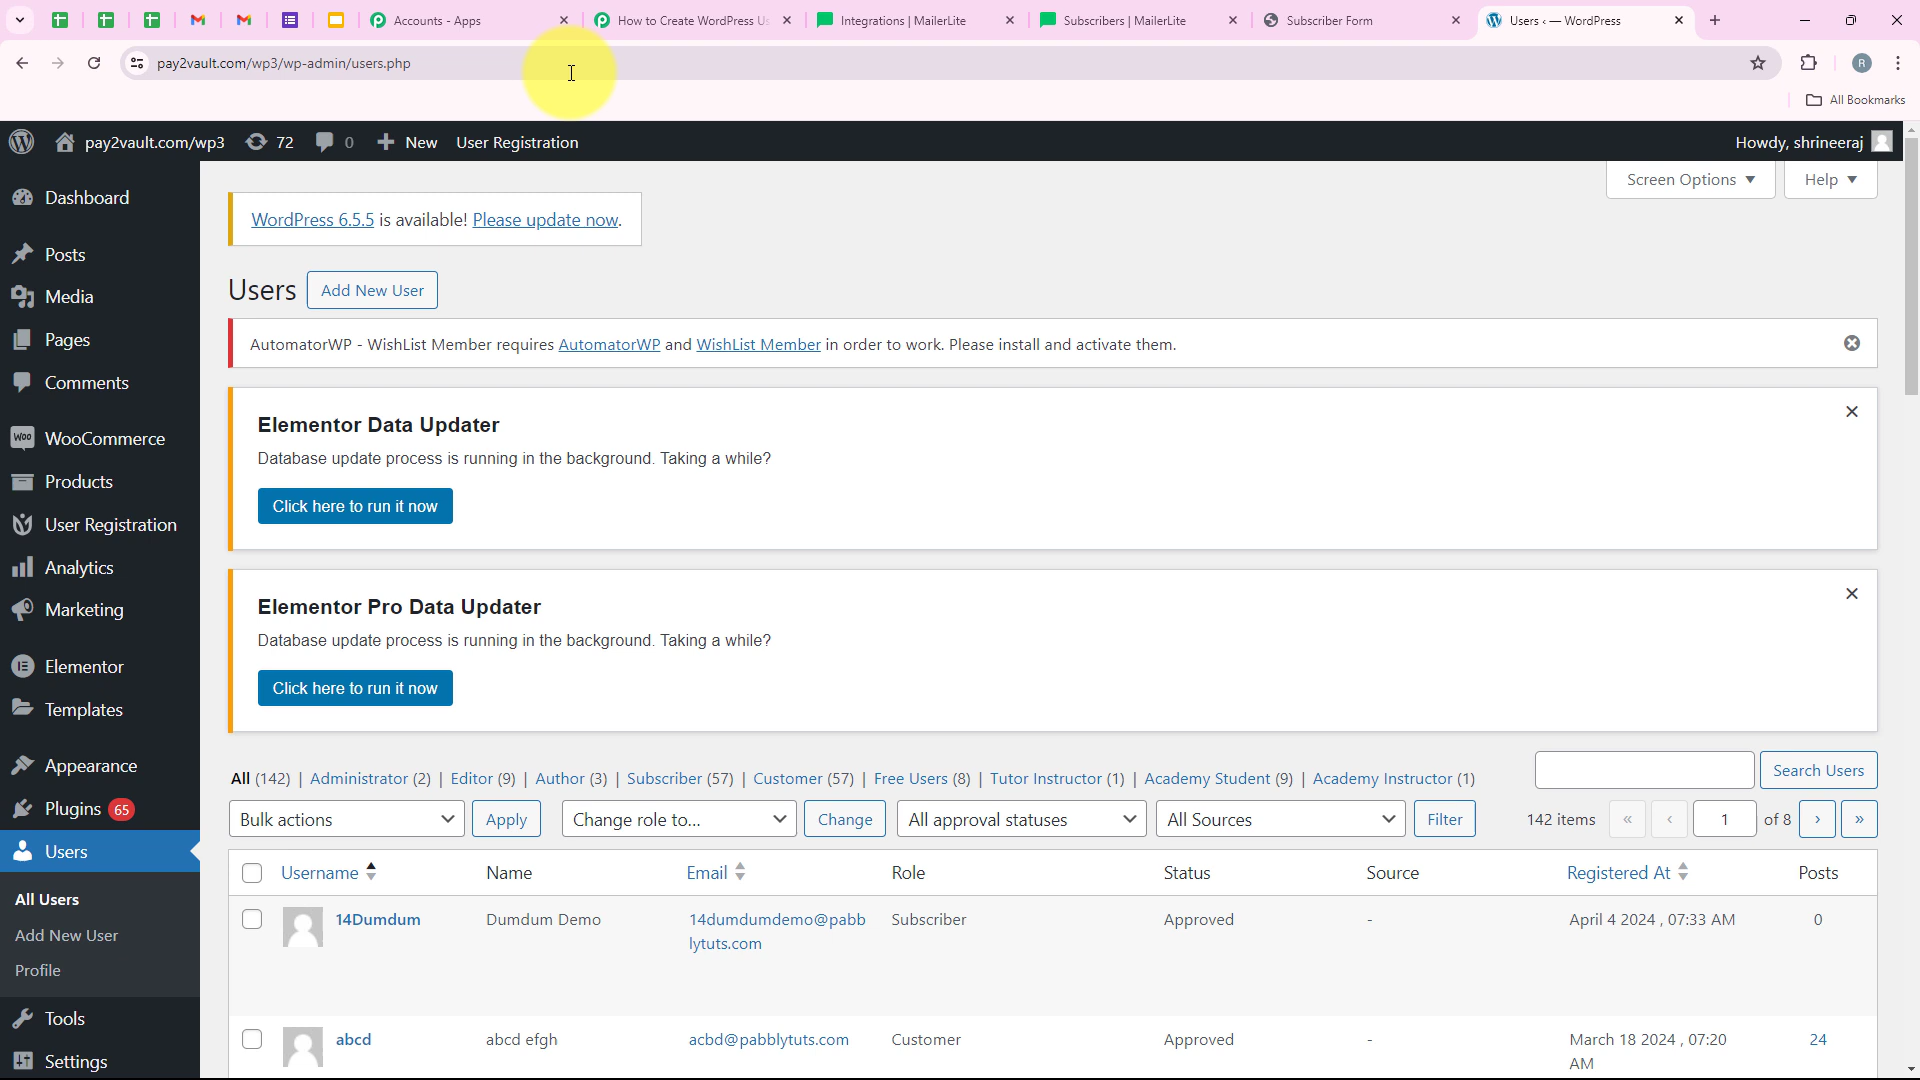 Accounts - Apps
How to Create WordPress Us
Integrations | MailerLite
Subscribers | MailerLite
Subscriber Form
Users ‹ — WordPress
pay2vault.com/wp3/wp-admin/users.php
R
All Bookmarks
pay2vault.com/wp3
72
0
New
User Registration
Howdy, shrineeraj
Dashboard
Posts
Media
Pages
Comments
WooCommerce
Products
User Registration
Analytics
Marketing
Elementor
Templates
Appearance
Plugins 65
Users
All Users
Add New User
Profile
Tools
Settings
Screen Options
Help
WordPress 6.5.5 is available! Please update now.
Users
Add New User
AutomatorWP - WishList Member requires AutomatorWP and WishList Member in order to work. Please install and activate them.
Elementor Data Updater
Database update process is running in the background. Taking a while?
Click here to run it now
Elementor Pro Data Updater
Database update process is running in the background. Taking a while?
Click here to run it now
All (142) | Administrator (2) | Editor (9) | Author (3) | Subscriber (57) | Customer (57) | Free Users (8) | Tutor Instructor (1) | Academy Student (9) | Academy Instructor (1)
Search Users
Bulk actions
Apply
Change role to...
Change
All approval statuses
All Sources
Filter
142 items
«
‹
1
of 8
›
»
Username
Name
Email
Role
Status
Source
Registered At
Posts
14Dumdum
Dumdum Demo
14dumdumdemo@pabb
lytuts.com
Subscriber
Approved
-
April 4 2024 , 07:33 AM
0
abcd
abcd efgh
acbd@pabblytuts.com
Customer
Approved
-
March 18 2024 , 07:20
AM
24